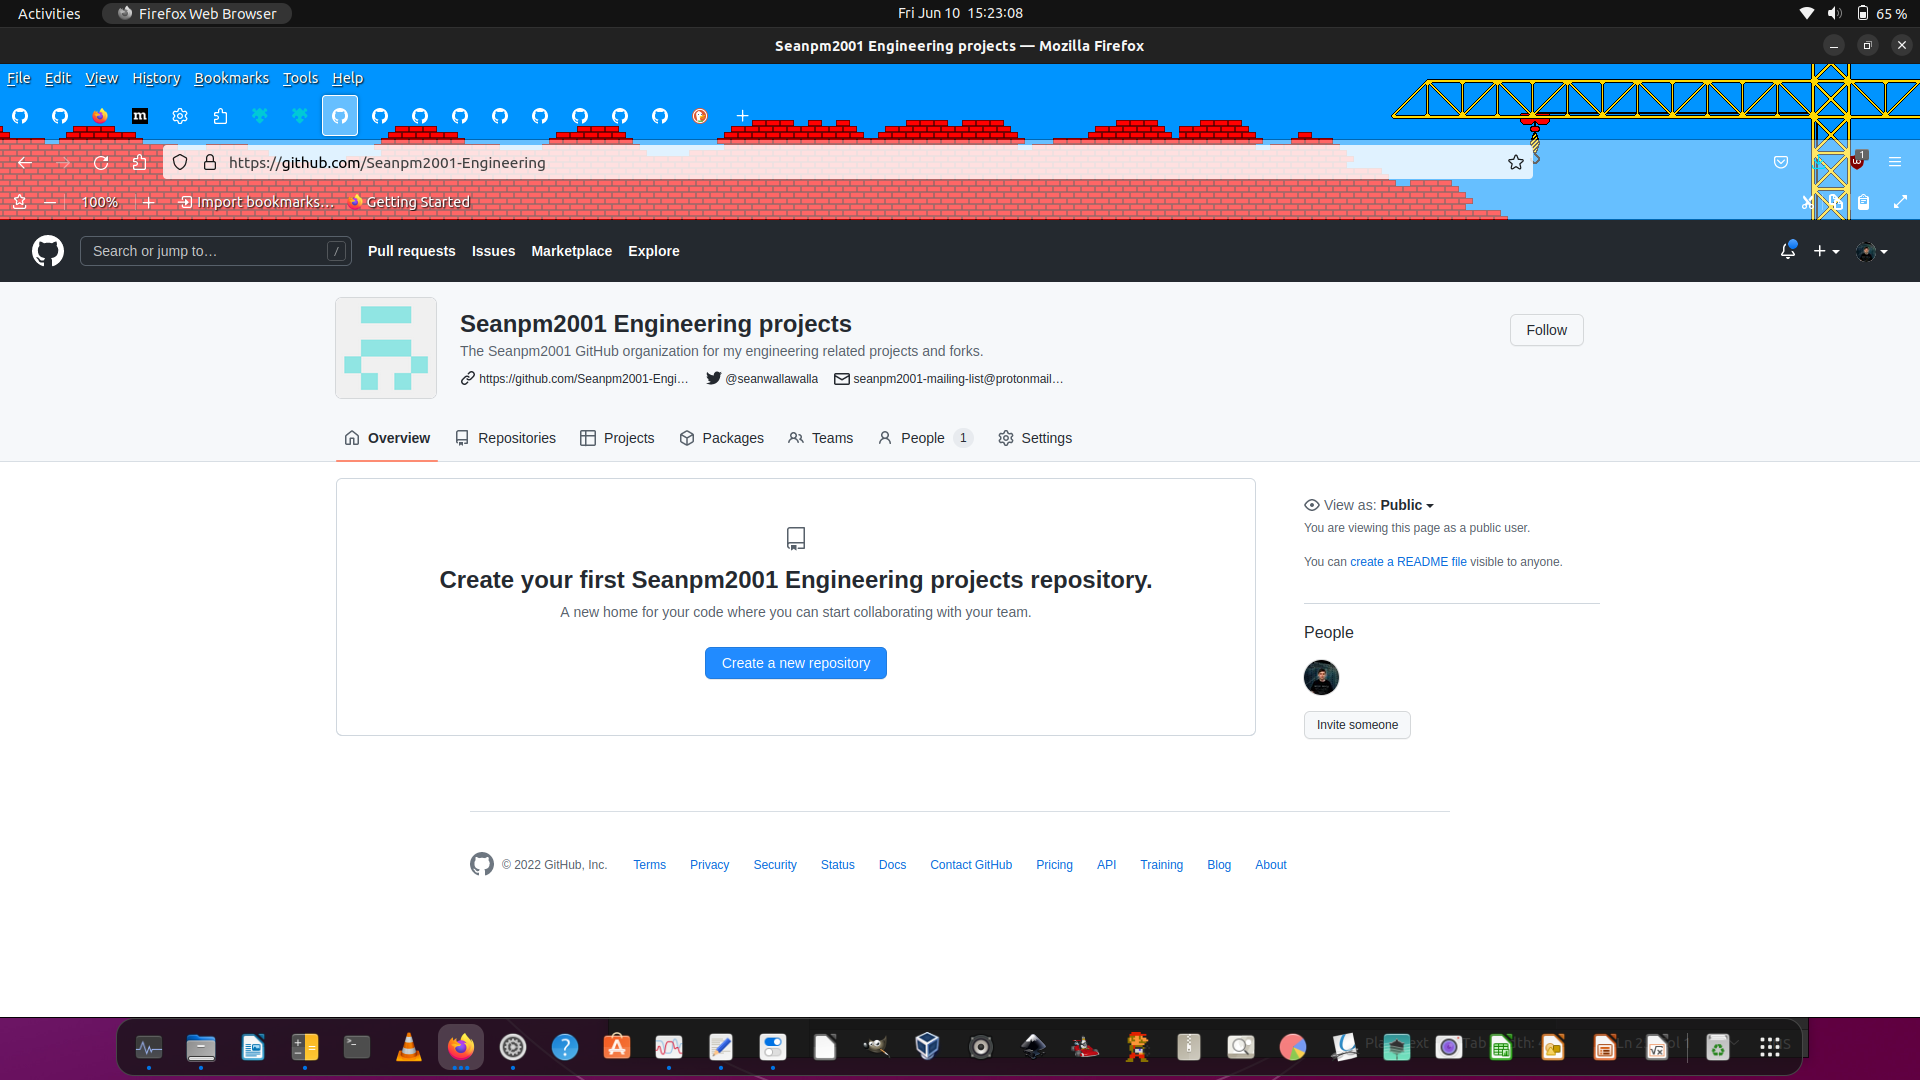 Activities Firefox Web Browser Fri Jun 10 15:23:08 65 %
Seanpm2001 Engineering projects — Mozilla Firefox
File Edit View History Bookmarks Tools Help
m
https://github.com/Seanpm2001-Engineering 1
100% Import bookmarks… Getting Started
Search or jump to… / Pull requests Issues Marketplace Explore
Seanpm2001 Engineering projects
Follow
The Seanpm2001 GitHub organization for my engineering related projects and forks.
https://github.com/Seanpm2001-Engi… @seanwallawalla seanpm2001-mailing-list@protonmail…
Overview Repositories Projects Packages Teams People 1 Settings
Create your first Seanpm2001 Engineering projects repository.
A new home for your code where you can start collaborating with your team.
Create a new repository
View as: Public
You are viewing this page as a public user.
You can create a README file visible to anyone.
People
Invite someone
© 2022 GitHub, Inc. Terms Privacy Security Status Docs Contact GitHub Pricing API Training Blog About